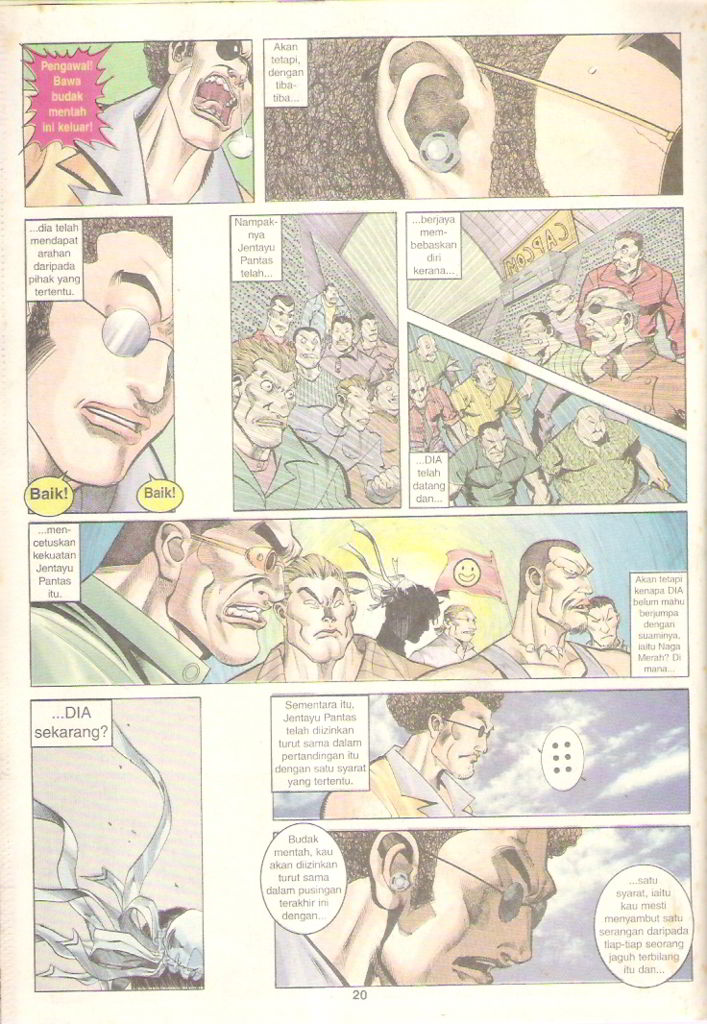 Pengawal!
Bawa
budak
mentah
ini keluar!
Akan
tetapi,
dengan
tiba-
tiba...
...dia telah
mendapat
arahan
daripada
pihak yang
tertentu.
Baik!
Baik!
Nampak-
nya
Jentayu
Pantas
telah...
...berjaya
mem-
bebaskan
diri
kerana...
CAPCOM
...DIA
telah
datang
dan...
...men-
cetuskan
kekuatan
Jentayu
Pantas
itu.
Akan tetapi
kenapa DIA
belum mahu
berjumpa
dengan
suaminya,
iaitu Naga
Merah? Di
mana...
...DIA
sekarang?
Sementara itu,
Jentayu Pantas
telah diizinkan
turut sama dalam
pertandingan itu
dengan satu syarat
yang tertentu.
Budak
mentah, kau
akan diizinkan
turut sama
dalam pusingan
terakhir ini
dengan...
...satu
syarat, iaitu
kau mesti
menyambut satu
serangan daripada
tiap-tiap seorang
jaguh terbilang
itu dan...
20